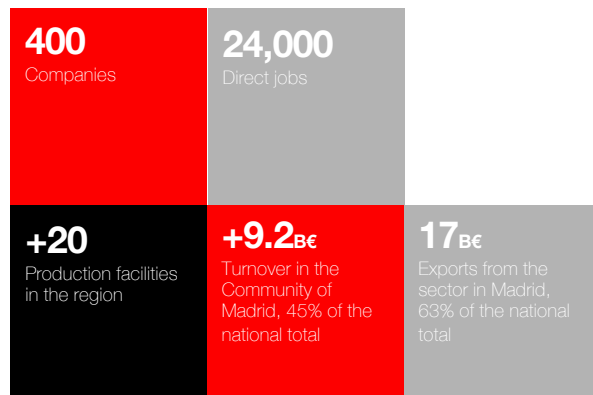 400
Companies
24,000
Direct jobs
+20
Production facilities
in the region
+9.2B€
Turnover in the
Community of
Madrid, 45% of the
national total
17B€
Exports from the
sector in Madrid,
63% of the national
total